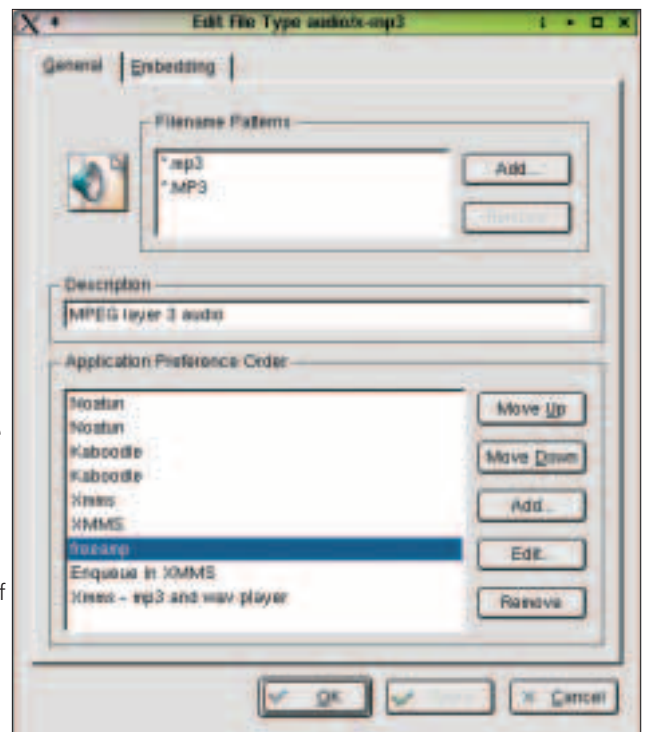 Edit File Type audio/x-mp3
General Embedding
Filename Patterns
*.mp3
*.MP3
Add...
Remove
Description
MPEG layer 3 audio
Application Preference Order
Noatun
Noatun
Kaboodle
Kaboodle
Xmms
XMMS
freeamp
Enqueue in XMMS
Xmms - mp3 and wav player
Move Up
Move Down
Add...
Edit...
Remove
OK
Cancel
f